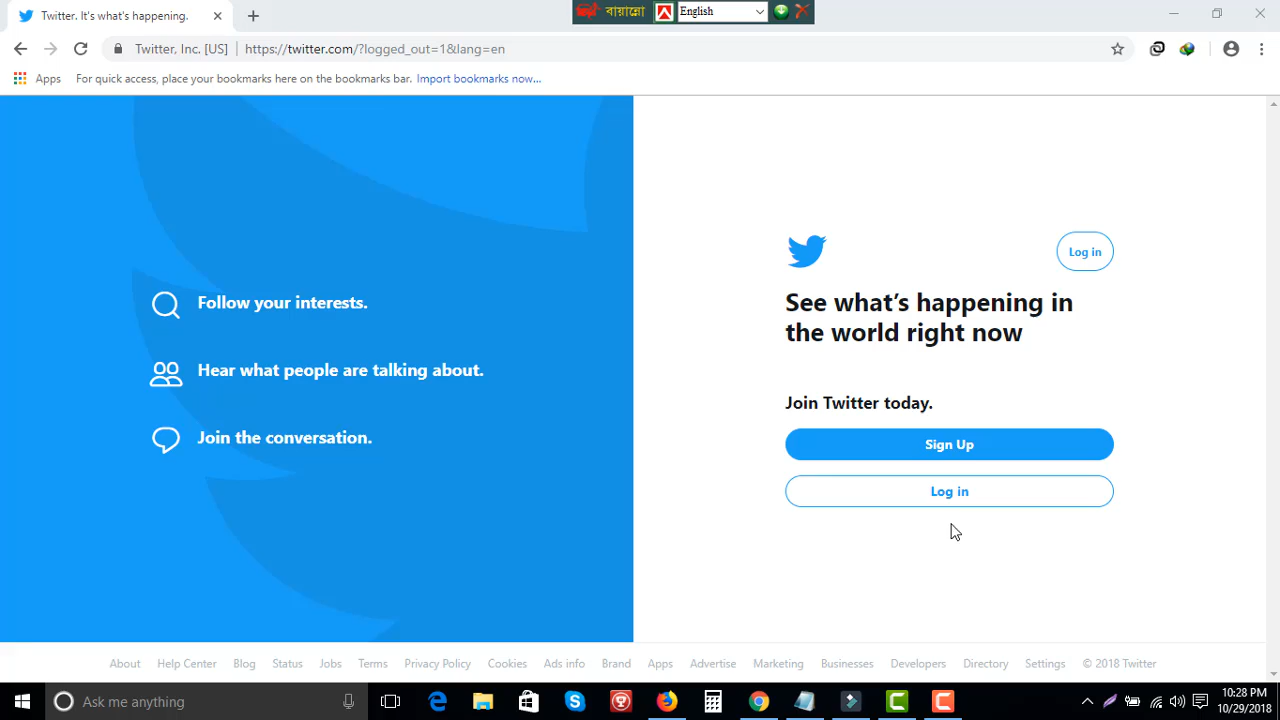 Twitter. It's what's happening.
বায়ান্নো
English
Twitter, Inc. [US]
https://twitter.com/?logged_out=1&lang=en
Apps
For quick access, place your bookmarks here on the bookmarks bar. Import bookmarks now...
Follow your interests.
Hear what people are talking about.
Join the conversation.
Log in
See what's happening in
the world right now
Join Twitter today.
Sign Up
Log in
About Help Center Blog Status Jobs Terms Privacy Policy Cookies Ads info Brand Apps Advertise Marketing Businesses Developers Directory Settings © 2018 Twitter
Ask me anything
10:28 PM
10/29/2018